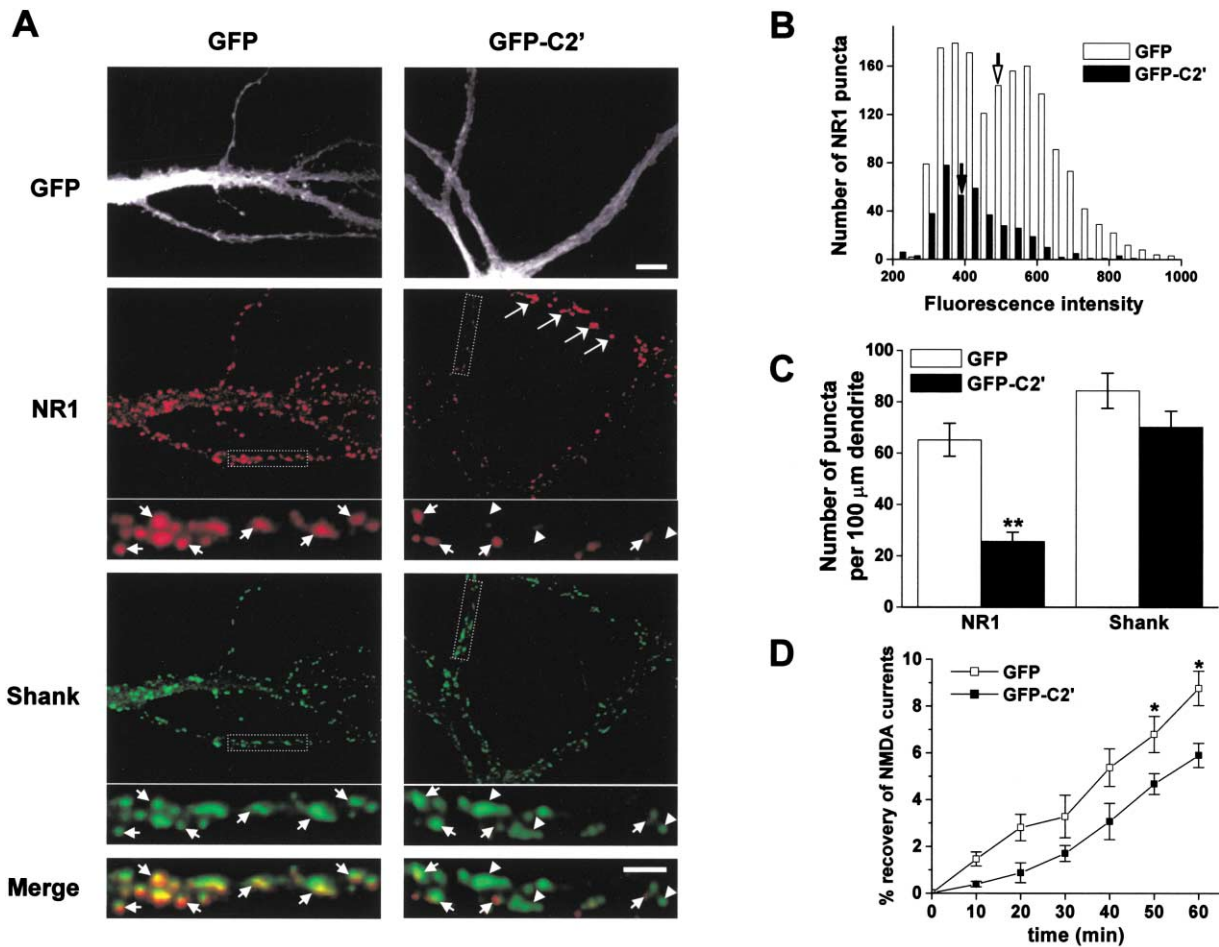 A
GFP
GFP-C2'
GFP
NR1
Shank
Merge
B
Number of NR1 puncta
160
120
80
40
0
GFP
GFP-C2'
200
400
600
800
1000
Fluorescence intensity
C
Number of puncta
per 100 μm dendrite
100
80
60
40
20
0
GFP
GFP-C2'
**
NR1
Shank
D
% recovery of NMDA currents
10
8
6
4
2
0
GFP
GFP-C2'
*
*
0
10
20
30
40
50
60
time (min)